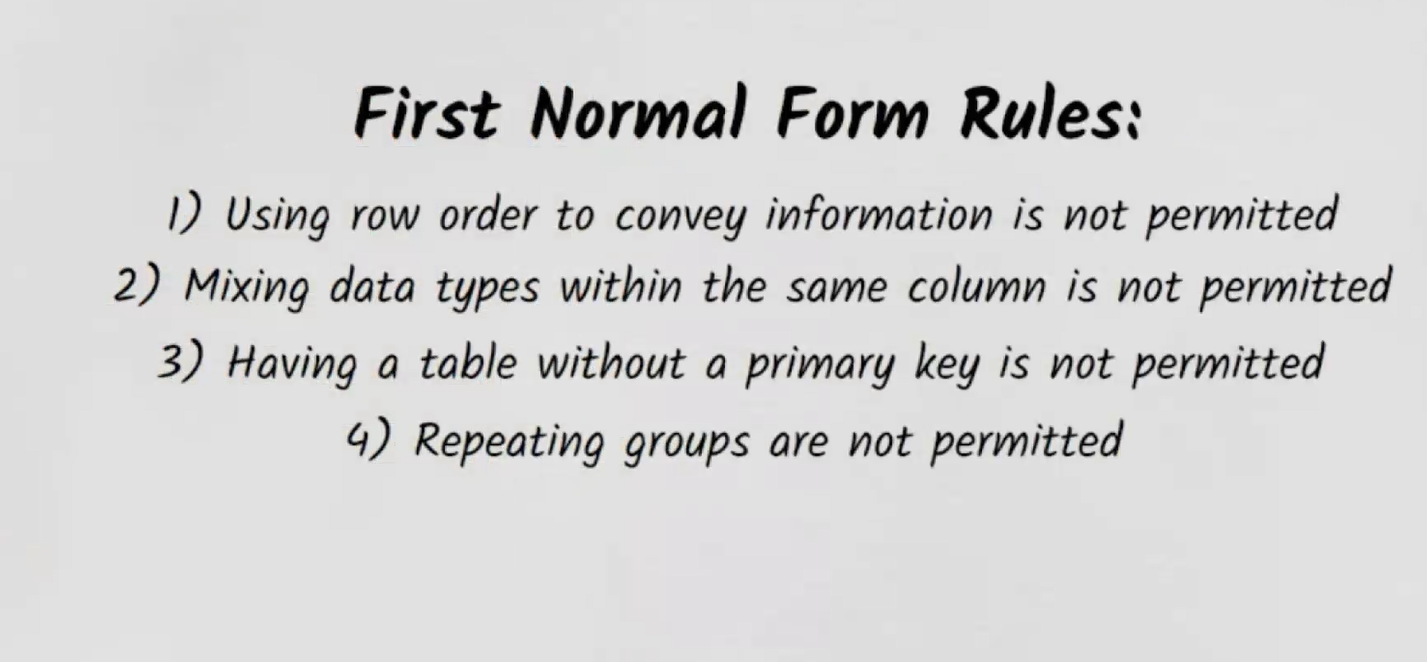 First Normal Form Rules:
1) Using row order to convey information is not permitted
2) Mixing data types within the same column is not permitted
3) Having a table without a primary key is not permitted
4) Repeating groups are not permitted